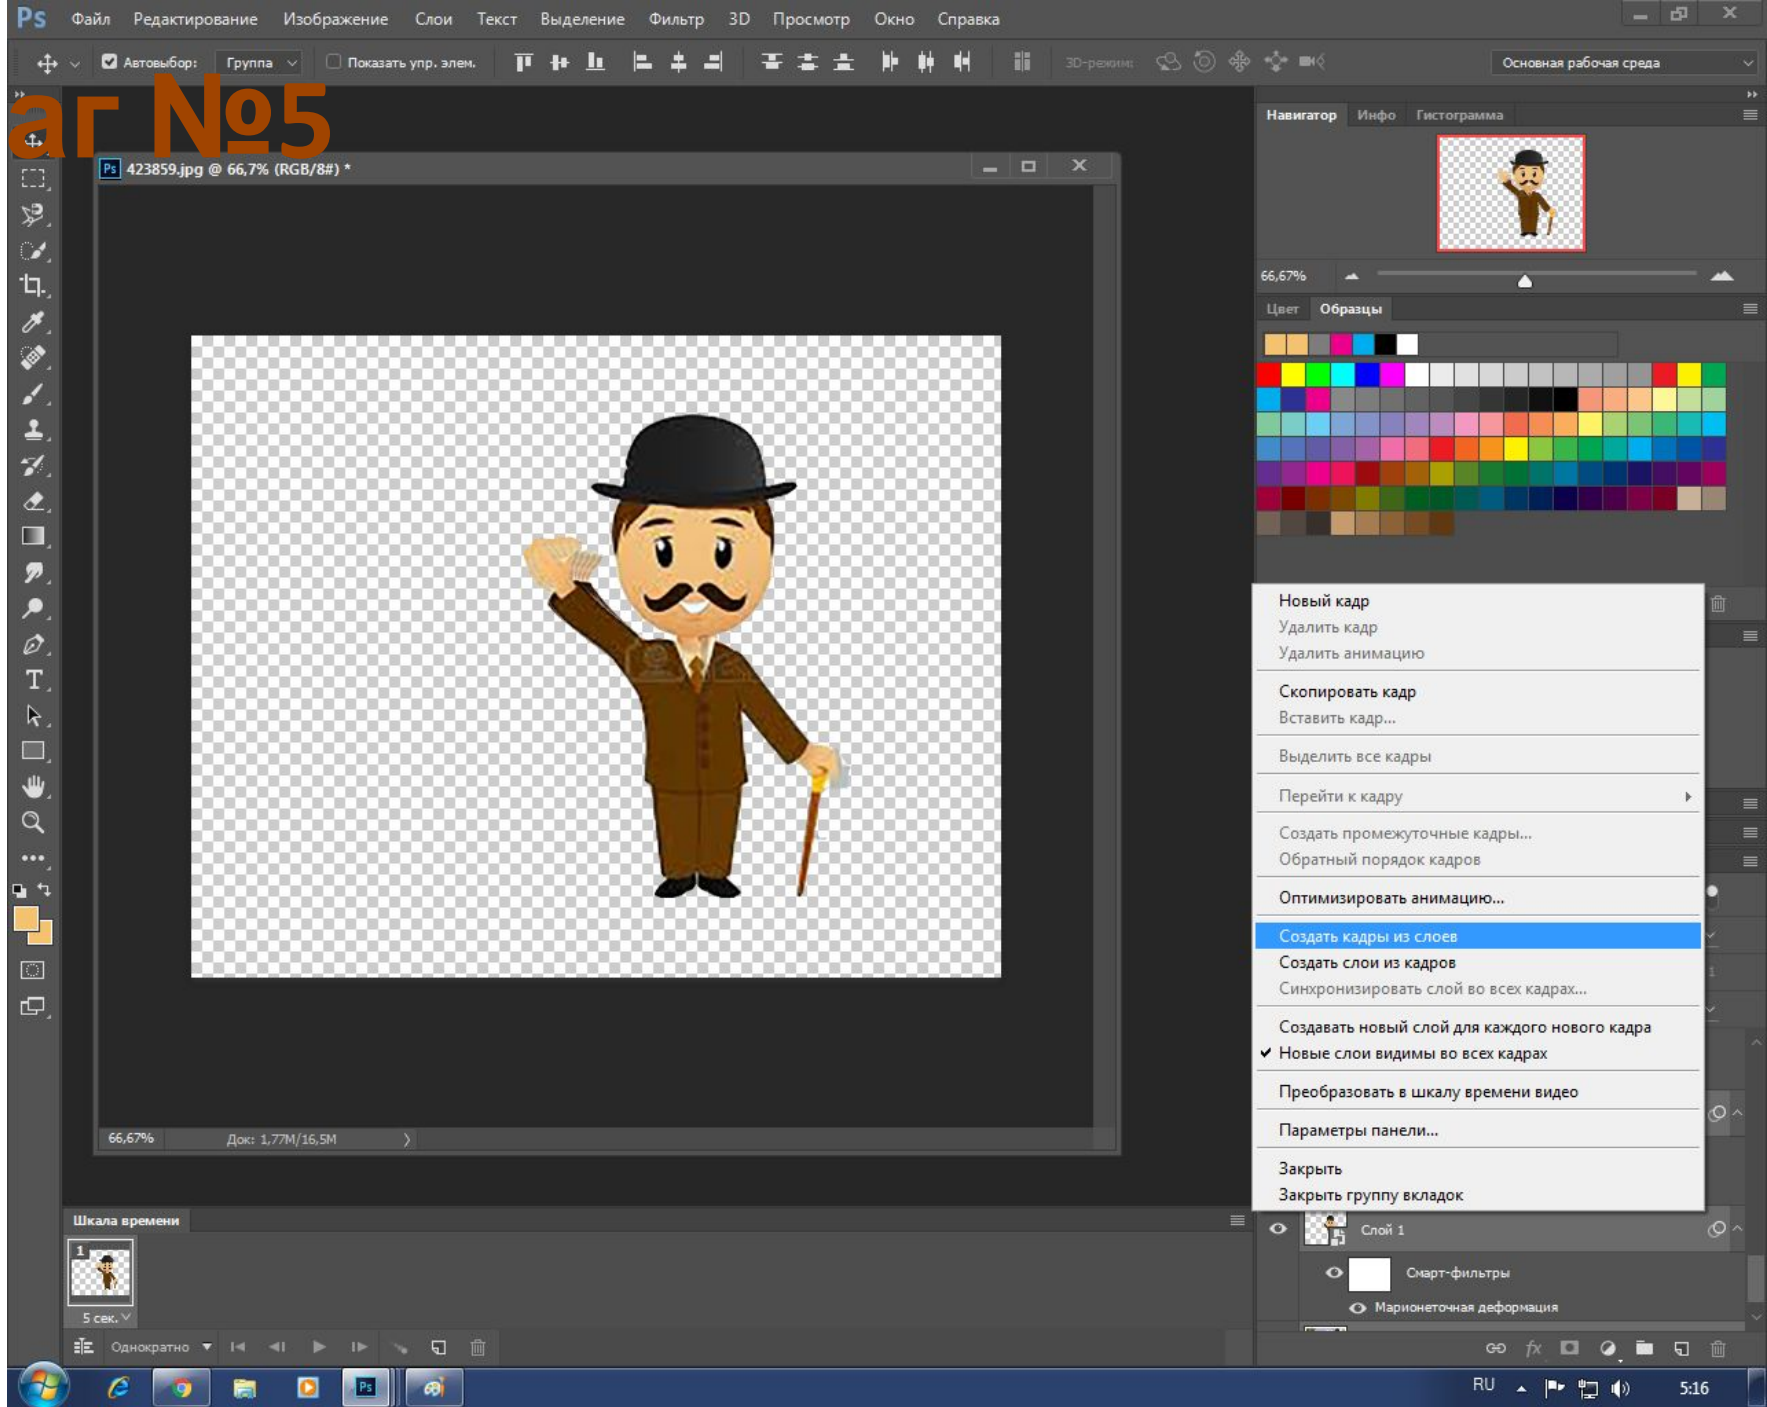 Ps Файл Редактирование Изображение Слои Текст Выделение Фильтр 3D Просмотр Окно Справка
Автовыбор: Группа Показать упр. элем. 3D-режим: Основная рабочая среда
аг №5
Навигатор Инфо Гистограмма
Ps 423859.jpg @ 66,7% (RGB/8#) *
66,67%
Цвет Образцы
Новый кадр
Удалить кадр
Удалить анимацию
Скопировать кадр
Вставить кадр...
Выделить все кадры
Перейти к кадру
Создать промежуточные кадры...
Обратный порядок кадров
Оптимизировать анимацию...
Создать кадры из слоев
Создать слои из кадров
Синхронизировать слой во всех кадрах...
Создавать новый слой для каждого нового кадра
Новые слои видимы во всех кадрах
Преобразовать в шкалу времени видео
Параметры панели...
Закрыть
Закрыть группу вкладок
66,67% Док: 1,77M/16,5M
Шкала времени
1
5 сек.
Однократно
Слой 1
Смарт-фильтры
Марионеточная деформация
fx
Ps
RU 5:16